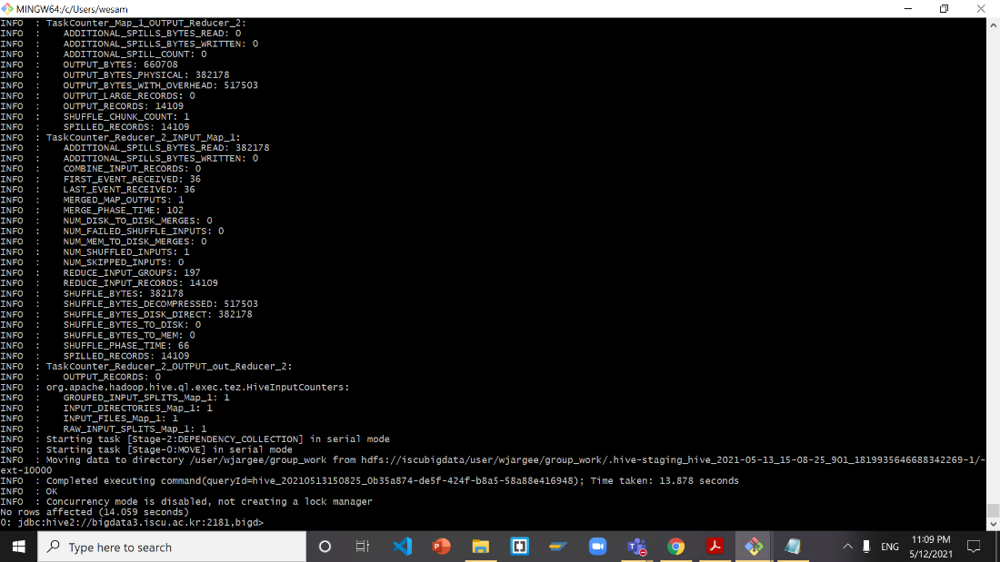 MINGW64:/c/Users/wesam
INFO  : TaskCounter_Map_1_OUTPUT_Reducer_2:
INFO  :    ADDITIONAL_SPILLS_BYTES_READ: 0
INFO  :    ADDITIONAL_SPILLS_BYTES_WRITTEN: 0
INFO  :    ADDITIONAL_SPILL_COUNT: 0
INFO  :    OUTPUT_BYTES: 660708
INFO  :    OUTPUT_BYTES_PHYSICAL: 382178
INFO  :    OUTPUT_BYTES_WITH_OVERHEAD: 517503
INFO  :    OUTPUT_LARGE_RECORDS: 0
INFO  :    OUTPUT_RECORDS: 14109
INFO  :    SHUFFLE_CHUNK_COUNT: 1
INFO  :    SPILLED_RECORDS: 14109
INFO  : TaskCounter_Reducer_2_INPUT_Map_1:
INFO  :    ADDITIONAL_SPILLS_BYTES_READ: 382178
INFO  :    ADDITIONAL_SPILLS_BYTES_WRITTEN: 0
INFO  :    COMBINE_INPUT_RECORDS: 0
INFO  :    FIRST_EVENT_RECEIVED: 36
INFO  :    LAST_EVENT_RECEIVED: 36
INFO  :    MERGED_MAP_OUTPUTS: 1
INFO  :    MERGE_PHASE_TIME: 102
INFO  :    NUM_DISK_TO_DISK_MERGES: 0
INFO  :    NUM_FAILED_SHUFFLE_INPUTS: 0
INFO  :    NUM_MEM_TO_DISK_MERGES: 0
INFO  :    NUM_SHUFFLED_INPUTS: 1
INFO  :    NUM_SKIPPED_INPUTS: 0
INFO  :    REDUCE_INPUT_GROUPS: 197
INFO  :    REDUCE_INPUT_RECORDS: 14109
INFO  :    SHUFFLE_BYTES: 382178
INFO  :    SHUFFLE_BYTES_DECOMPRESSED: 517503
INFO  :    SHUFFLE_BYTES_DISK_DIRECT: 382178
INFO  :    SHUFFLE_BYTES_TO_DISK: 0
INFO  :    SHUFFLE_BYTES_TO_MEM: 0
INFO  :    SHUFFLE_PHASE_TIME: 66
INFO  :    SPILLED_RECORDS: 14109
INFO  : TaskCounter_Reducer_2_OUTPUT_out_Reducer_2:
INFO  :    OUTPUT_RECORDS: 0
INFO  : org.apache.hadoop.hive.ql.exec.tez.HiveInputCounters:
INFO  :    GROUPED_INPUT_SPLITS_Map_1: 1
INFO  :    INPUT_DIRECTORIES_Map_1: 1
INFO  :    INPUT_FILES_Map_1: 1
INFO  :    RAW_INPUT_SPLITS_Map_1: 1
INFO  : Starting task [Stage-2:DEPENDENCY_COLLECTION] in serial mode
INFO  : Starting task [Stage-0:MOVE] in serial mode
INFO  : Moving data to directory /user/wjargee/group_work from hdfs://iscubigdata/user/wjargee/group_work/.hive-staging_hive_2021-05-13_15-08-25_901_1819935646688342269-1/-
ext-10000
INFO  : Completed executing command(queryId=hive_20210513150825_0b35a874-de5f-424f-b8a5-58a88e416948); Time taken: 13.878 seconds
INFO  : OK
INFO  : Concurrency mode is disabled, not creating a lock manager
No rows affected (14.059 seconds)
0: jdbc:hive2://bigdata3.iscu.ac.kr:2181,bigd>
Type here to search
ENG
11:09 PM
5/12/2021